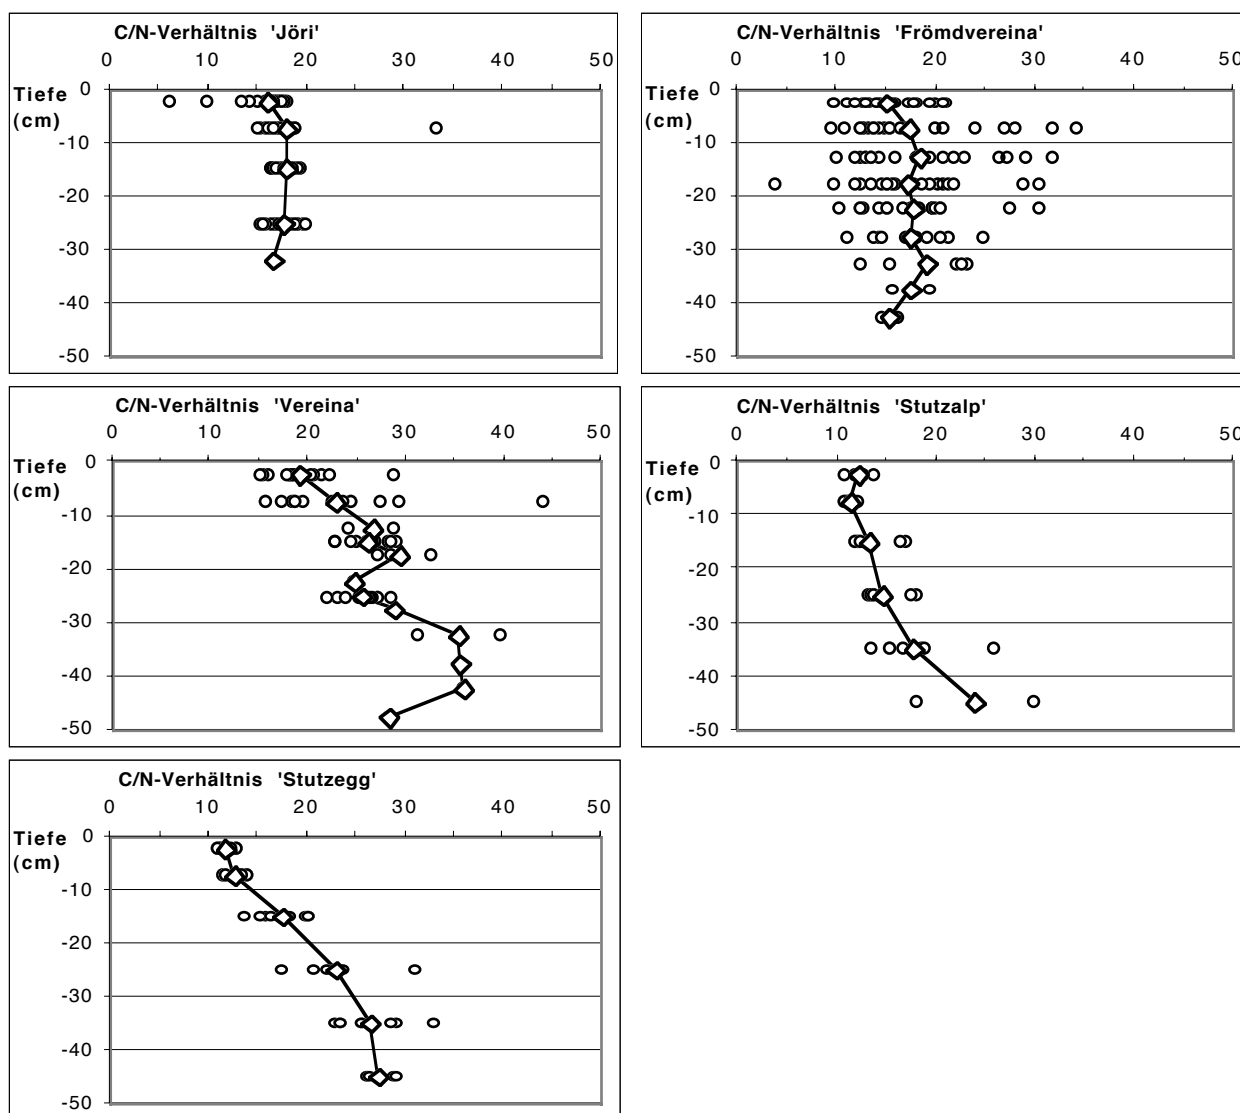 C/N-Verhältnis 'Jöri'
0 10 20 30 40 50
Tiefe
(cm)
0
-10
-20
-30
-40
-50
C/N-Verhältnis 'Frömdvereina'
0 10 20 30 40 50
Tiefe
(cm)
0
-10
-20
-30
-40
-50
C/N-Verhältnis 'Vereina'
0 10 20 30 40 50
Tiefe
(cm)
0
-10
-20
-30
-40
-50
C/N-Verhältnis 'Stutzalp'
0 10 20 30 40 50
Tiefe
(cm)
0
-10
-20
-30
-40
-50
C/N-Verhältnis 'Stutzegg'
0 10 20 30 40 50
Tiefe
(cm)
0
-10
-20
-30
-40
-50